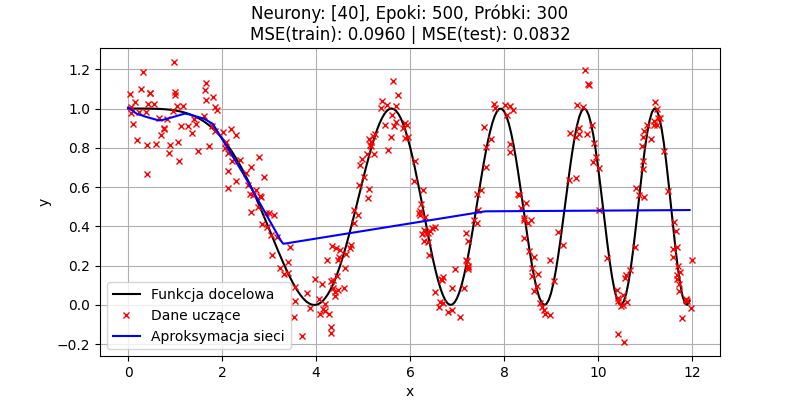 Neurony: [40], Epoki: 500, Próbki: 300
MSE(train): 0.0960 | MSE(test): 0.0832
1.2
1.0
0.8
0.6
0.4
0.2
0.0
−0.2
y
Funkcja docelowa
Dane uczące
Aproksymacja sieci
0 2 4 6 8 10 12
x